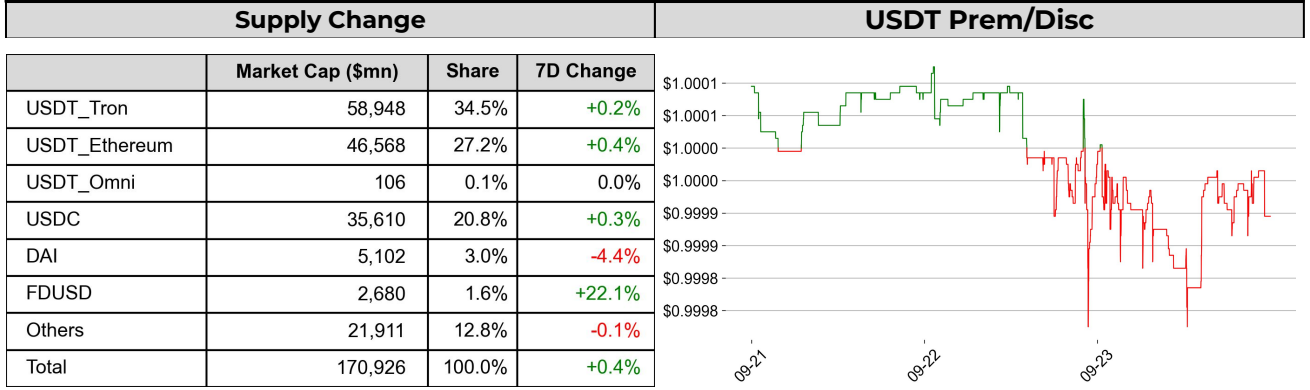 Supply Change
Market Cap ($mn) Share 7D Change
USDT_Tron 58,948 34.5% +0.2%
USDT_Ethereum 46,568 27.2% +0.4%
USDT_Omni 106 0.1% 0.0%
USDC 35,610 20.8% +0.3%
DAI 5,102 3.0% -4.4%
FDUSD 2,680 1.6% +22.1%
Others 21,911 12.8% -0.1%
Total 170,926 100.0% +0.4%
USDT Prem/Disc
$1.0001
$1.0001
$1.0000
$1.0000
$0.9999
$0.9999
$0.9998
$0.9998
09-21 09-22 09-23